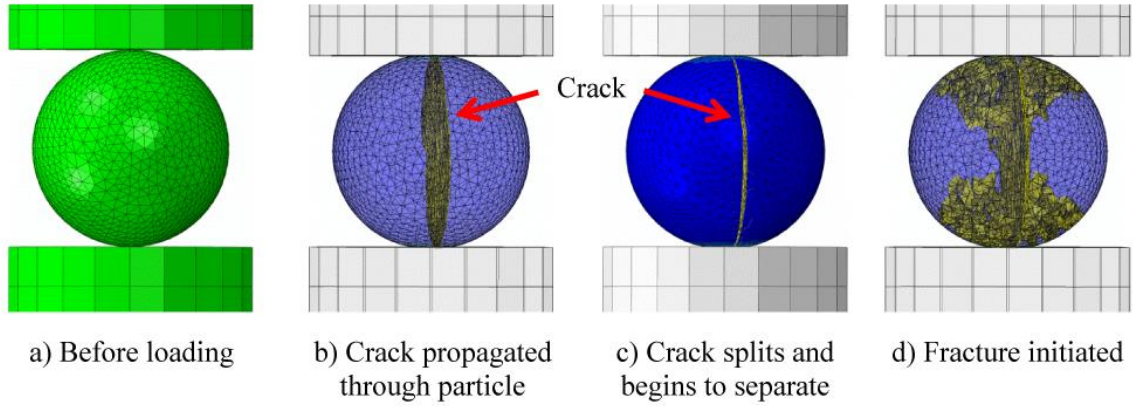 Crack
a) Before loading
b) Crack propagated
through particle
c) Crack splits and
begins to separate
d) Fracture initiated